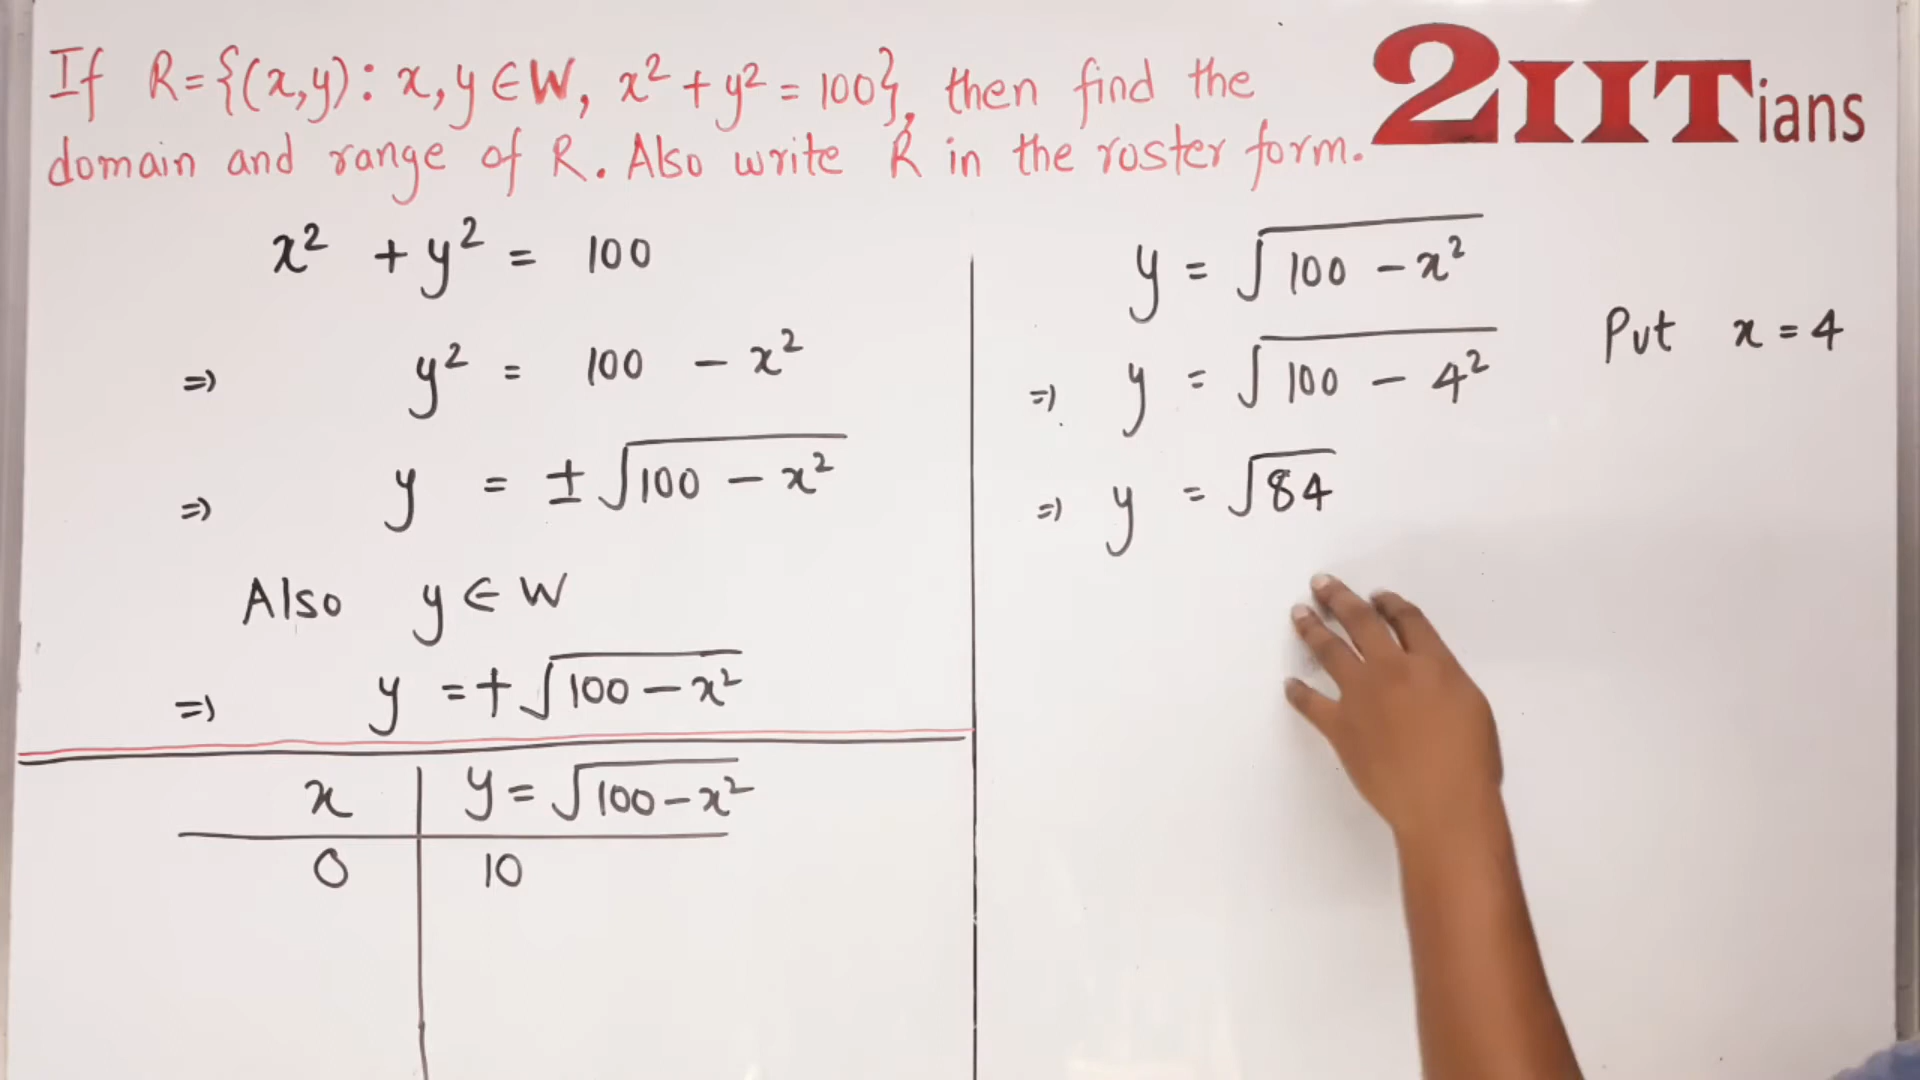 If R={(x,y): x,y∈W, x²+y²=100}, then find the
domain and range of R. Also write R in the roster form.
2IITians
x² + y² = 100
⇒ y² = 100 - x²
⇒ y = ±√(100 - x²)
Also y∈W
⇒ y = +√(100-x²)
x | y = √(100-x²)
0 | 10
y = √(100 - x²)
Put x = 4
⇒ y = √(100 - 4²)
⇒ y = √84